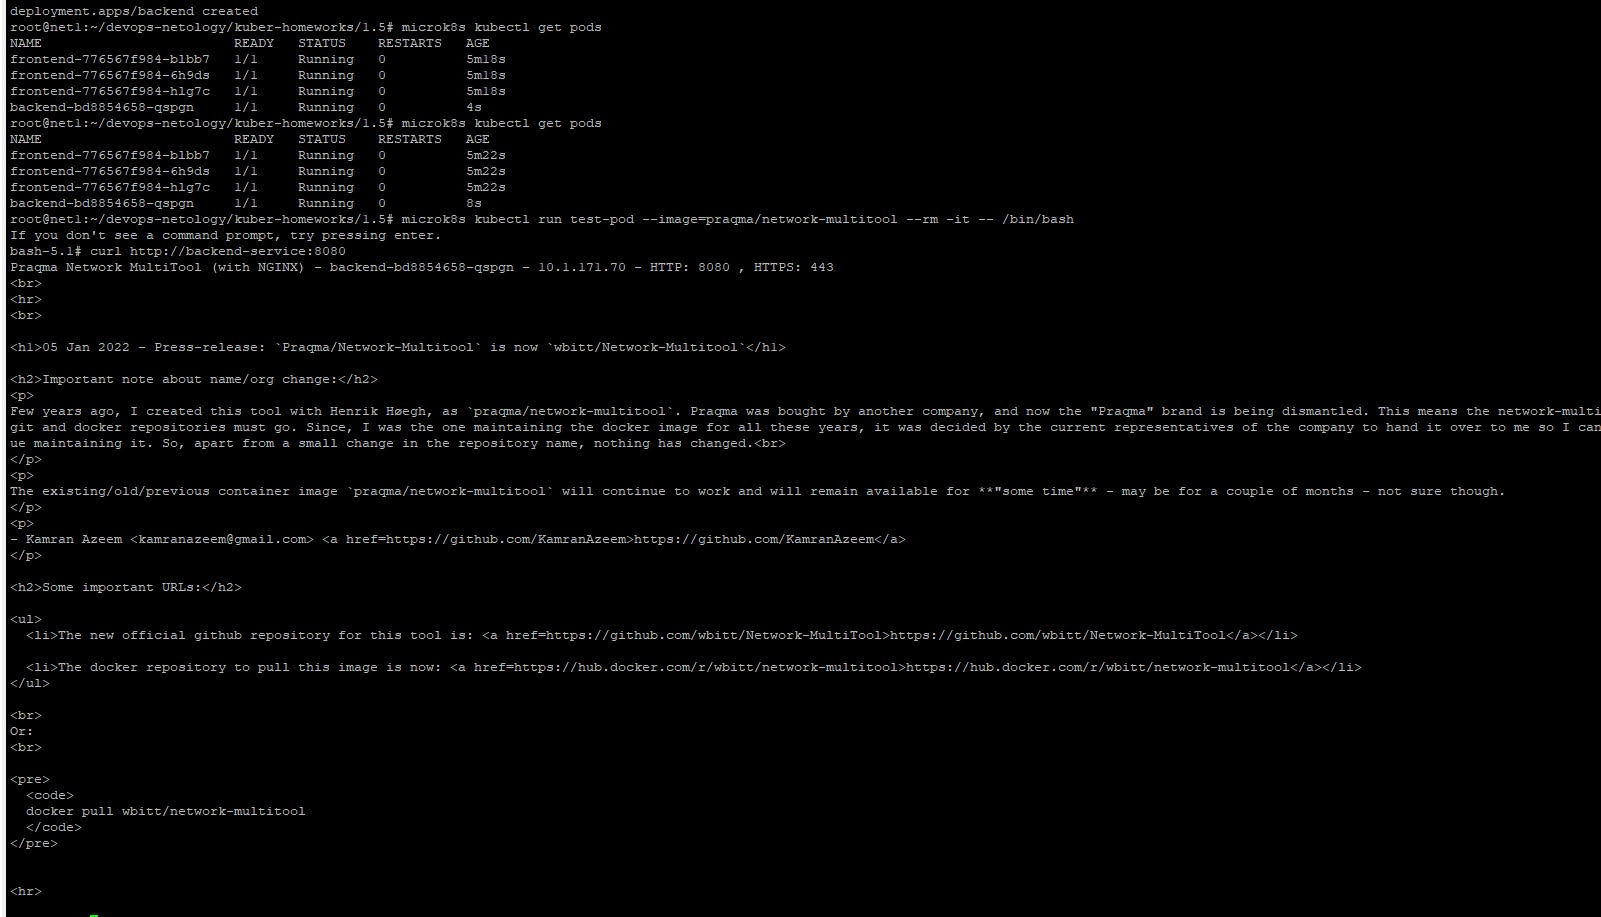 deployment.apps/backend created
root@net1:~/devops-netology/kuber-homeworks/1.5# microk8s kubectl get pods
NAME                        READY   STATUS    RESTARTS   AGE
frontend-776567f984-blbb7   1/1     Running   0          5m18s
frontend-776567f984-6h9ds   1/1     Running   0          5m18s
frontend-776567f984-hlg7c   1/1     Running   0          5m18s
backend-bd8854658-qspgn     1/1     Running   0          4s
root@net1:~/devops-netology/kuber-homeworks/1.5# microk8s kubectl get pods
NAME                        READY   STATUS    RESTARTS   AGE
frontend-776567f984-blbb7   1/1     Running   0          5m22s
frontend-776567f984-6h9ds   1/1     Running   0          5m22s
frontend-776567f984-hlg7c   1/1     Running   0          5m22s
backend-bd8854658-qspgn     1/1     Running   0          8s
root@net1:~/devops-netology/kuber-homeworks/1.5# microk8s kubectl run test-pod --image=praqma/network-multitool --rm -it -- /bin/bash
If you don't see a command prompt, try pressing enter.
bash-5.1# curl http://backend-service:8080
Praqma Network MultiTool (with NGINX) - backend-bd8854658-qspgn - 10.1.171.70 - HTTP: 8080 , HTTPS: 443
<br>
<hr>
<br>

<h1>05 Jan 2022 - Press-release: `Praqma/Network-Multitool` is now `wbitt/Network-Multitool`</h1>

<h2>Important note about name/org change:</h2>
<p>
Few years ago, I created this tool with Henrik Høegh, as `praqma/network-multitool`. Praqma was bought by another company, and now the "Praqma" brand is being dismantled. This means the network-multi
git and docker repositories must go. Since, I was the one maintaining the docker image for all these years, it was decided by the current representatives of the company to hand it over to me so I can
ue maintaining it. So, apart from a small change in the repository name, nothing has changed.<br>
</p>
<p>
The existing/old/previous container image `praqma/network-multitool` will continue to work and will remain available for **"some time"** - may be for a couple of months - not sure though.
</p>
<p>
- Kamran Azeem <kamranazeem@gmail.com> <a href=https://github.com/KamranAzeem>https://github.com/KamranAzeem</a>
</p>

<h2>Some important URLs:</h2>

<ul>
  <li>The new official github repository for this tool is: <a href=https://github.com/wbitt/Network-MultiTool>https://github.com/wbitt/Network-MultiTool</a></li>

  <li>The docker repository to pull this image is now: <a href=https://hub.docker.com/r/wbitt/network-multitool>https://hub.docker.com/r/wbitt/network-multitool</a></li>
</ul>

<br>
Or:
<br>

<pre>
  <code>
  docker pull wbitt/network-multitool
  </code>
</pre>


<hr>